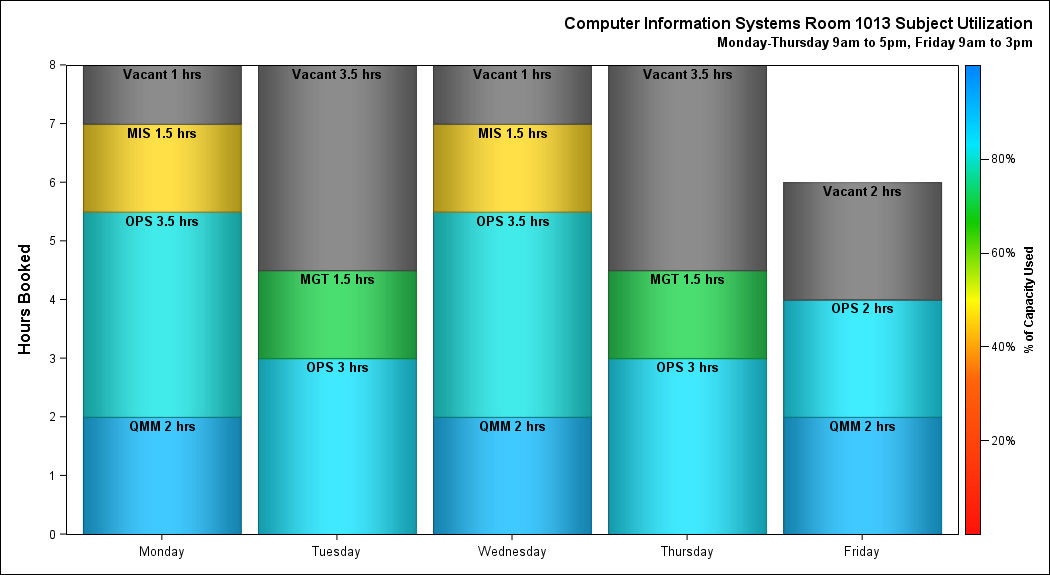 Computer Information Systems Room 1013 Subject Utilization
Monday-Thursday 9am to 5pm, Friday 9am to 3pm
Hours Booked
8
7
6
5
4
3
2
1
0
Vacant 1 hrs
MIS 1.5 hrs
OPS 3.5 hrs
QMM 2 hrs
Vacant 3.5 hrs
MGT 1.5 hrs
OPS 3 hrs
Vacant 1 hrs
MIS 1.5 hrs
OPS 3.5 hrs
QMM 2 hrs
Vacant 3.5 hrs
MGT 1.5 hrs
OPS 3 hrs
Vacant 2 hrs
OPS 2 hrs
QMM 2 hrs
Monday
Tuesday
Wednesday
Thursday
Friday
80%
60%
40%
20%
% of Capacity Used